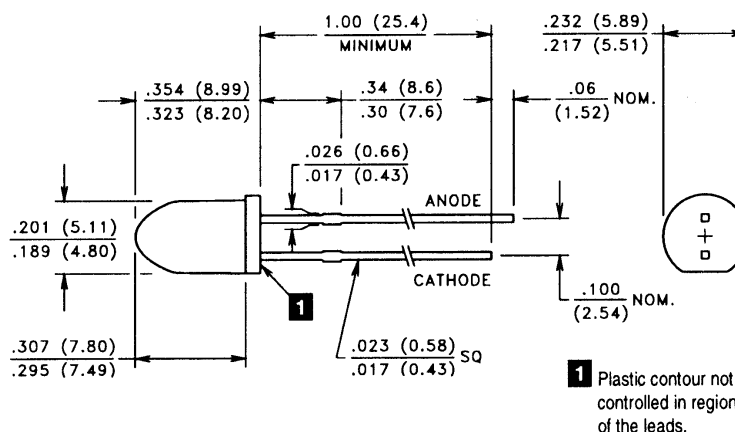 1.00 (25.4)
MINIMUM
.232 (5.89)
.217 (5.51)
.354 (8.99)
.323 (8.20)
.34 (8.6)
.30 (7.6)
.06
(1.52) NOM.
.026 (0.66)
.017 (0.43)
ANODE
.201 (5.11)
.189 (4.80)
CATHODE
1
.100
(2.54) NOM.
.307 (7.80)
.295 (7.49)
.023 (0.58)
.017 (0.43) SQ
1 Plastic contour not
controlled in region
of the leads.